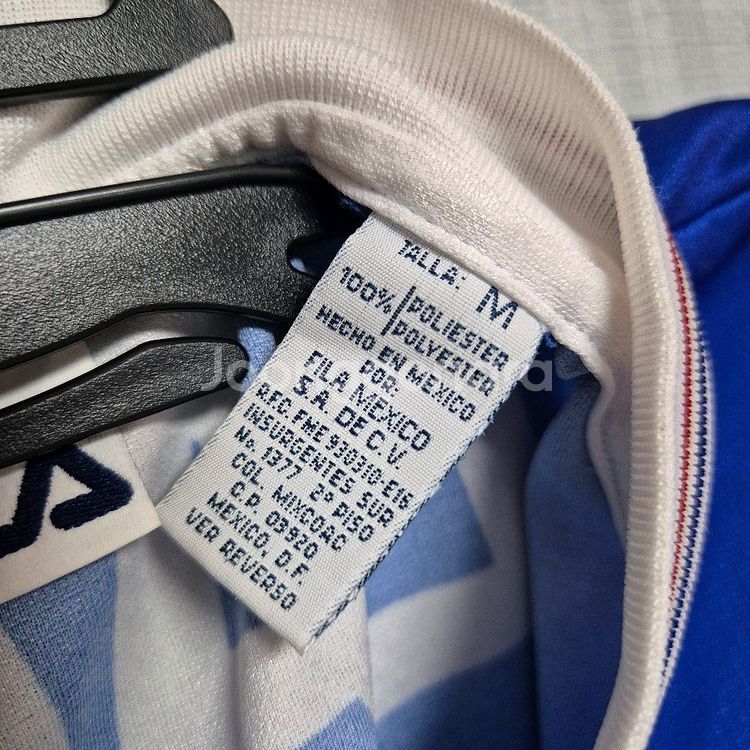 TALLA: M
100% POLIESTER
POLYESTER
HECHO EN MEXICO
POR
FILA MEXICO
S.A. DE C.V.
R.F.C. FME 930310-E16
INSURGENTES SUR
No. 1377 2º PISO
COL. MIXCOAC
C.P. 03920
MEXICO, D.F.
VER REVERSO